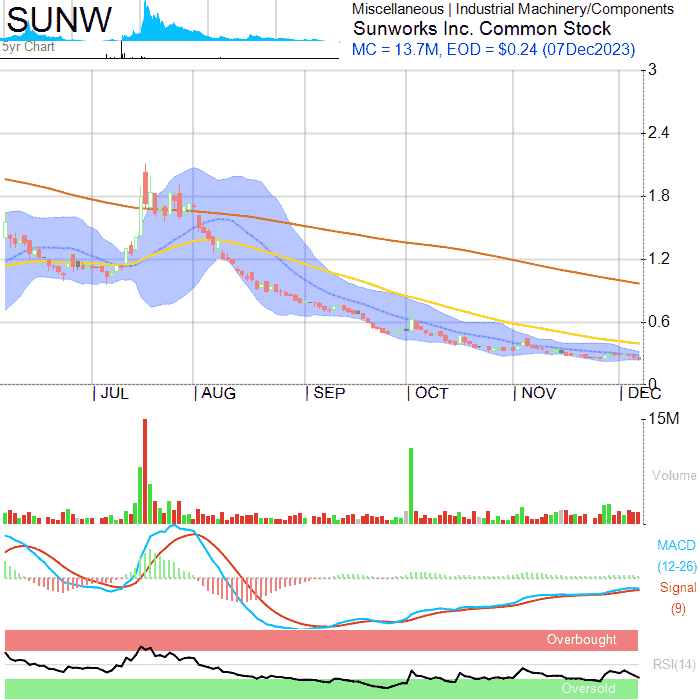 SUNW
5yr Chart
Miscellaneous | Industrial Machinery/Components
Sunworks Inc. Common Stock
MC = 13.7M, EOD = $0.24 (07Dec2023)
3
2.4
1.8
1.2
0.6
0
JUL AUG SEP OCT NOV DEC
15M
Volume
MACD
(12-26)
Signal
(9)
Overbought
RSI(14)
Oversold